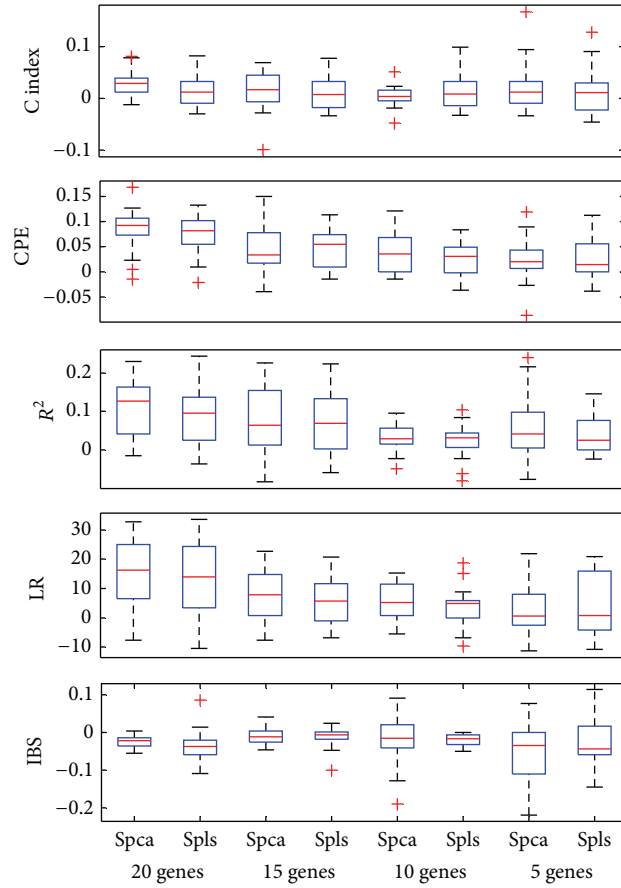 C index
0.1
0
−0.1
CPE
0.15
0.1
0.05
0
−0.05
R²
0.2
0.1
0
LR
30
20
10
0
−10
IBS
0.1
0
−0.1
−0.2
Spca Spls Spca Spls Spca Spls Spca Spls
20 genes 15 genes 10 genes 5 genes